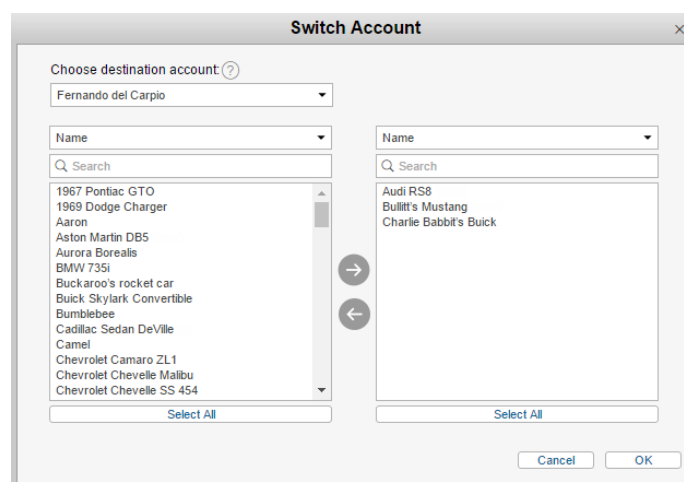 Switch Account
Choose destination account:
Fernando del Carpio
Name
Search
1967 Pontiac GTO
1969 Dodge Charger
Aaron
Aston Martin DB5
Aurora Borealis
BMW 735i
Buckaroo's rocket car
Buick Skylark Convertible
Bumblebee
Cadillac Sedan DeVille
Camel
Chevrolet Camaro ZL1
Chevrolet Chevelle Malibu
Chevrolet Chevelle SS 454
Select All
Name
Search
Audi RS8
Bullitt's Mustang
Charlie Babbit's Buick
Select All
Cancel
OK